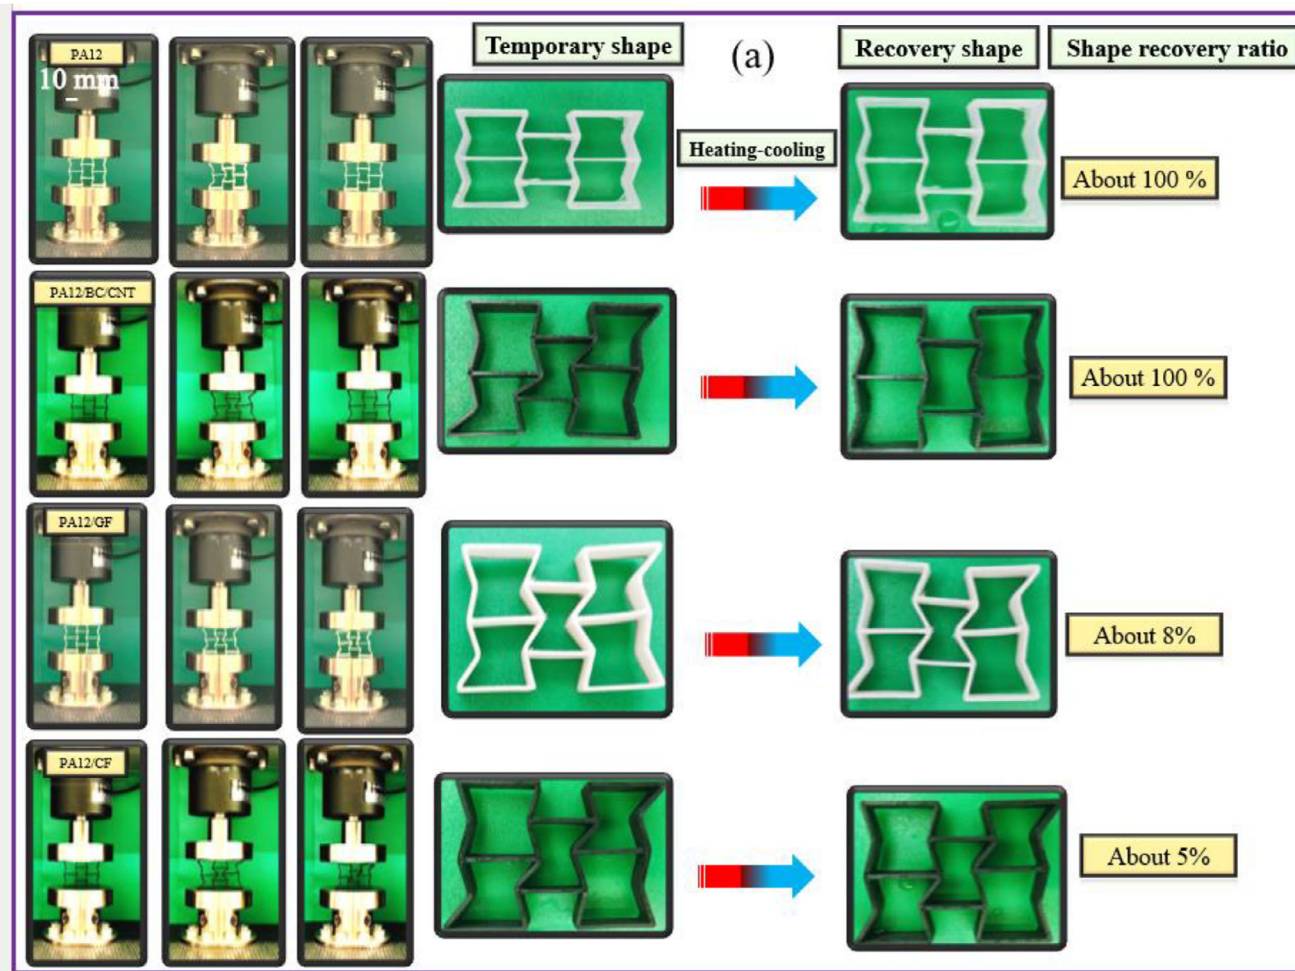 Temporary shape
(a)
Recovery shape
Shape recovery ratio
PA12
10 mm
Heating-cooling
About 100 %
PA12/BC/CNT
About 100 %
PA12/GF
About 8%
PA12/CF
About 5%